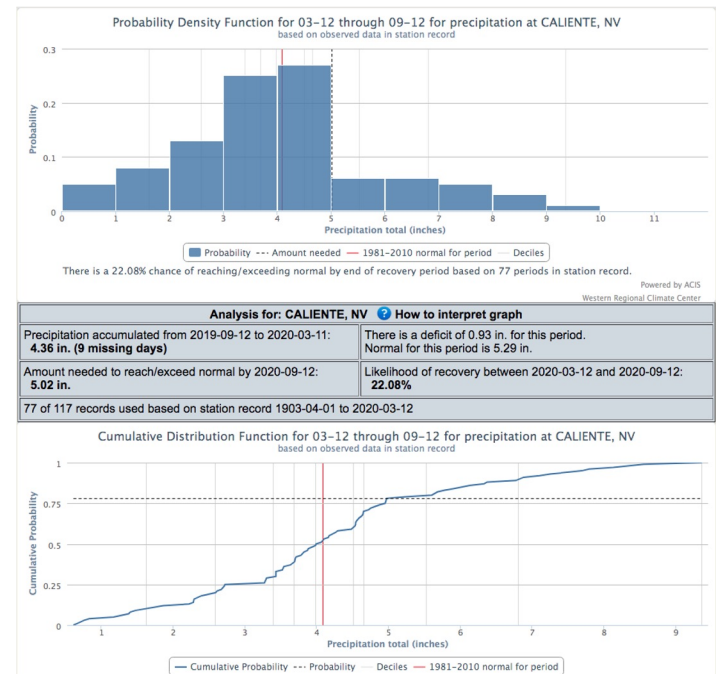 Probability Density Function for 03-12 through 09-12 for precipitation at CALIENTE, NV
based on observed data in station record
0.3
0.2
0.1
0
Probability
0 1 2 3 4 5 6 7 8 9 10 11
Precipitation total (inches)
Probability Amount needed 1981-2010 normal for period Deciles
There is a 22.08% chance of reaching/exceeding normal by end of recovery period based on 77 periods in station record.
Powered by ACIS
Western Regional Climate Center
Analysis for: CALIENTE, NV ? How to interpret graph
Precipitation accumulated from 2019-09-12 to 2020-03-11:
4.36 in. (9 missing days)
There is a deficit of 0.93 in. for this period.
Normal for this period is 5.29 in.
Amount needed to reach/exceed normal by 2020-09-12:
5.02 in.
Likelihood of recovery between 2020-03-12 and 2020-09-12:
22.08%
77 of 117 records used based on station record 1903-04-01 to 2020-03-12
Cumulative Distribution Function for 03-12 through 09-12 for precipitation at CALIENTE, NV
based on observed data in station record
1
0.75
0.5
0.25
0
Cumulative Probability
1 2 3 4 5 6 7 8 9
Precipitation total (inches)
Cumulative Probability Probability Deciles 1981-2010 normal for period